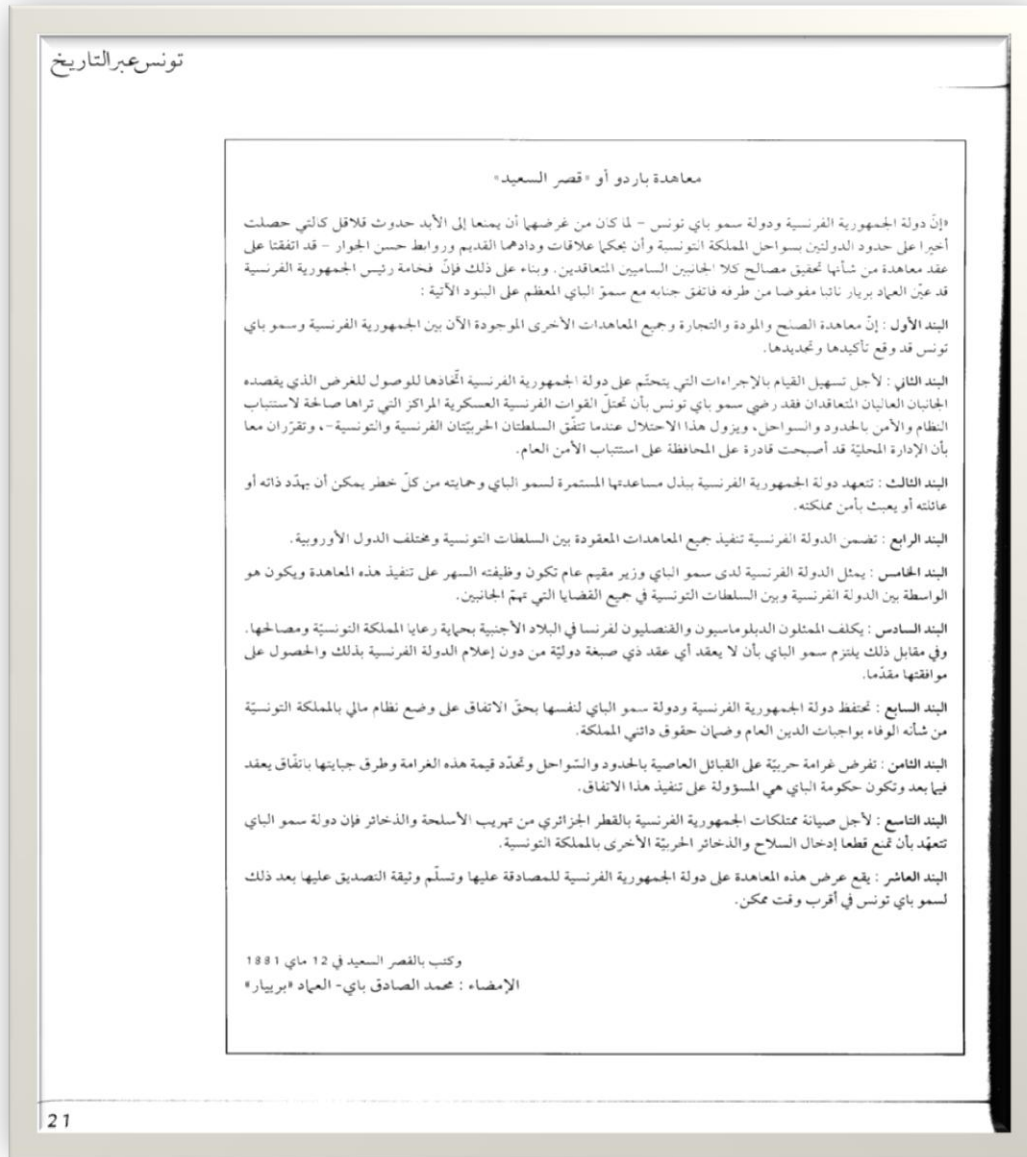 تونس عبر التاريخ
معاهدة باردو أو «قصر السعيد»
«إنّ دولة الجمهورية الفرنسية ودولة سمو باي تونس – لما كان من غرضهما أن يمنعا إلى الأبد حدوث قلاقل كالتي حصلت
أخيرا على حدود الدولتين بسواحل المملكة التونسية وأن يحكما علاقات ودادهما القديم وروابط حسن الجوار – قد اتفقتا على
عقد معاهدة من شأنها تحقيق مصالح كلا الجانبين الساميين المتعاقدين. وبناء على ذلك فإنّ فخامة رئيس الجمهورية الفرنسية
قد عيّن العماد بريار نائبا مفوضا من طرفه فاتفق جنابه مع سموّ الباي المعظم على البنود الآتية :
البند الأول : إنّ معاهدة الصلح والمودة والتجارة وجميع المعاهدات الأخرى الموجودة الآن بين الجمهورية الفرنسية وسمو باي
تونس قد وقع تأكيدها وتجديدها.
البند الثاني : لأجل تسهيل القيام بالإجراءات التي يتحتّم على دولة الجمهورية الفرنسية اتّخاذها للوصول للغرض الذي يقصده
الجانبان العاليان المتعاقدان فقد رضي سمو باي تونس بأن تحتلّ القوات الفرنسية العسكرية المراكز التي تراها صالحة لاستتباب
النظام والأمن بالحدود والسواحل، ويزول هذا الاحتلال عندما تتفّق السلطتان الحربيّتان الفرنسية والتونسية-، وتقرّران معا
بأن الإدارة المحليّة قد أصبحت قادرة على المحافظة على استتباب الأمن العام.
البند الثالث : تتعهد دولة الجمهورية الفرنسية ببذل مساعدتها المستمرة لسمو الباي وحمايته من كلّ خطر يمكن أن يهدّد ذاته أو
عائلته أو يعبث بأمن مملكته.
البند الرابع : تضمن الدولة الفرنسية تنفيذ جميع المعاهدات المعقودة بين السلطات التونسية ومختلف الدول الأوروبية.
البند الخامس : يمثل الدولة الفرنسية لدى سمو الباي وزير مقيم عام تكون وظيفته السهر على تنفيذ هذه المعاهدة ويكون هو
الواسطة بين الدولة الفرنسية وبين السلطات التونسية في جميع القضايا التي تهمّ الجانبين.
البند السادس : يكلف الممثلون الدبلوماسيون والقنصليون لفرنسا في البلاد الأجنبية بحماية رعايا المملكة التونسيّة ومصالحها.
وفي مقابل ذلك يلتزم سمو الباي بأن لا يعقد أي عقد ذي صبغة دوليّة من دون إعلام الدولة الفرنسية بذلك والحصول على
موافقتها مقدّما.
البند السابع : تحتفظ دولة الجمهورية الفرنسية ودولة سمو الباي لنفسها بحقّ الاتفاق على وضع نظام مالي بالمملكة التونسيّة
من شأنه الوفاء بواجبات الدين العام وضمان حقوق دائني المملكة.
البند الثامن : تفرض غرامة حربيّة على القبائل العاصية بالحدود والسّواحل وتحدّد قيمة هذه الغرامة وطرق جبايتها باتفّاق يعقد
فيما بعد وتكون حكومة الباي هي المسؤولة على تنفيذ هذا الاتفاق.
البند التاسع : لأجل صيانة ممتلكات الجمهورية الفرنسية بالقطر الجزائري من تهريب الأسلحة والذخائر فإن دولة سمو الباي
تتعهّد بأن تمنع قطعا إدخال السلاح والذخائر الحربيّة الأخرى بالمملكة التونسية.
البند العاشر : يقع عرض هذه المعاهدة على دولة الجمهورية الفرنسية للمصادقة عليها وتسلّم وثيقة التصديق عليها بعد ذلك
لسمو باي تونس في أقرب وقت ممكن.
وكتب بالقصر السعيد في 12 ماي 1881
الإمضاء : محمد الصادق باي- العماد «برييار»
21